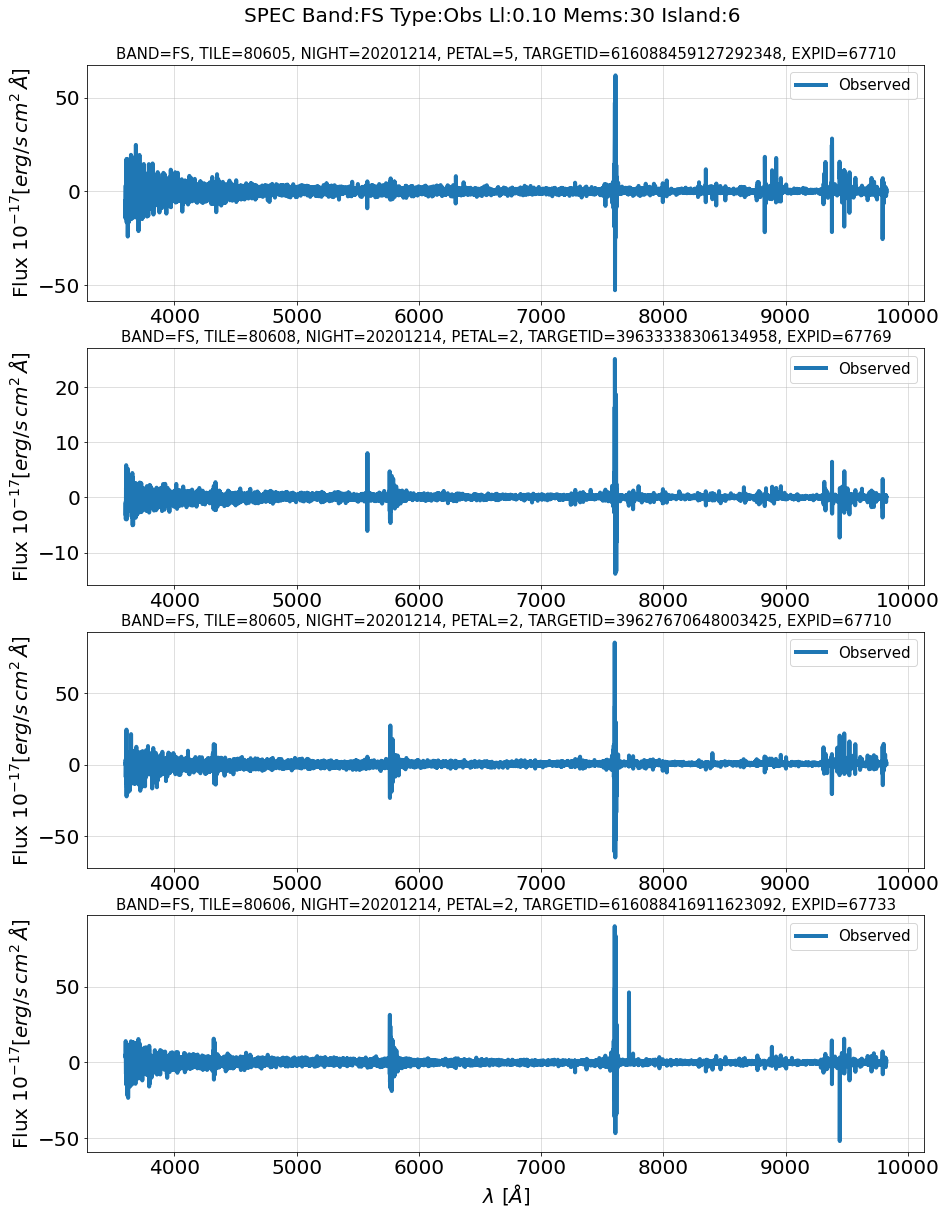 SPEC Band:FS Type:Obs Ll:0.10 Mems:30 Island:6
BAND=FS, TILE=80605, NIGHT=20201214, PETAL=5, TARGETID=616088459127292348, EXPID=67710
Flux 10^{-17}[erg/s cm^2 Å]
50
0
−50
Observed
4000 5000 6000 7000 8000 9000 10000
BAND=FS, TILE=80608, NIGHT=20201214, PETAL=2, TARGETID=39633338306134958, EXPID=67769
Flux 10^{-17}[erg/s cm^2 Å]
20
10
0
−10
Observed
4000 5000 6000 7000 8000 9000 10000
BAND=FS, TILE=80605, NIGHT=20201214, PETAL=2, TARGETID=39627670648003425, EXPID=67710
Flux 10^{-17}[erg/s cm^2 Å]
50
0
−50
Observed
4000 5000 6000 7000 8000 9000 10000
BAND=FS, TILE=80606, NIGHT=20201214, PETAL=2, TARGETID=616088416911623092, EXPID=67733
Flux 10^{-17}[erg/s cm^2 Å]
50
0
−50
Observed
4000 5000 6000 7000 8000 9000 10000
λ [Å]